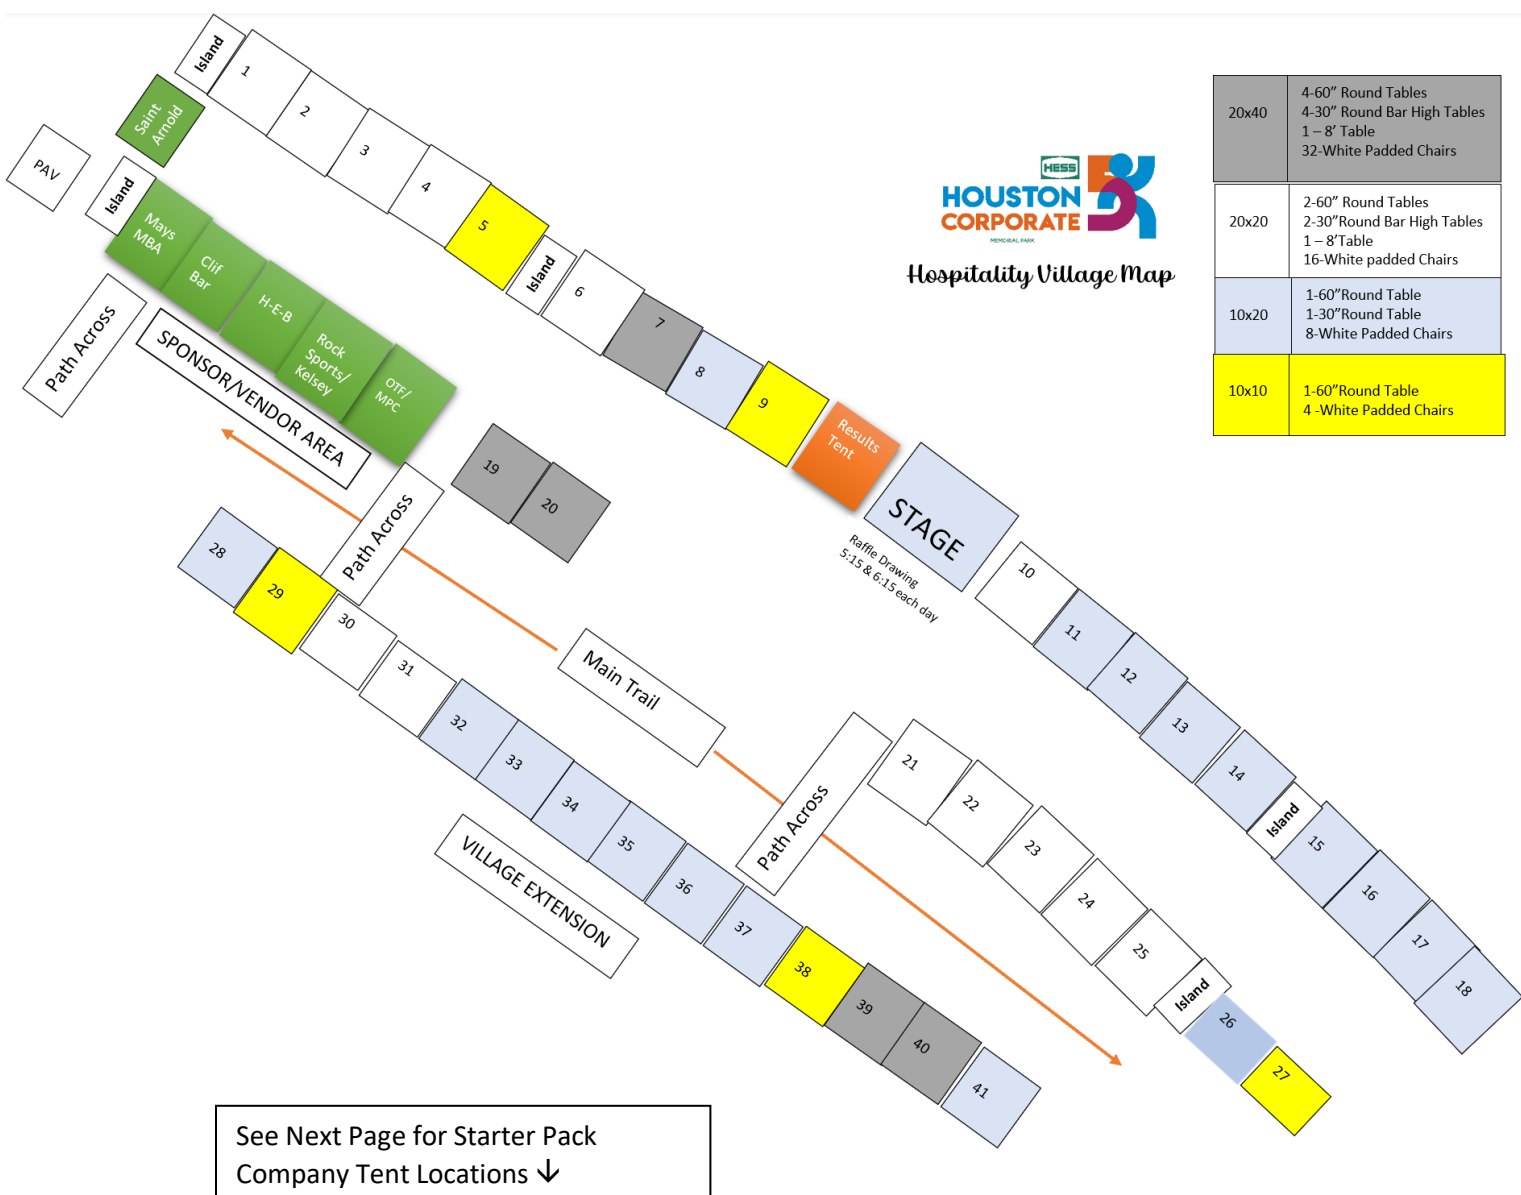 Island
1
2
3
4
5
Island
6
7
8
9
Results
Tent
STAGE
Raffle Drawing
5:15 & 6:15 each day
10
11
12
13
14
Island
15
16
17
18
Saint
Arnold
PAV
Island
Mays
MBA
Clif
Bar
H-E-B
Rock
Sports/
Kelsey
OTF/
MPC
Path Across
SPONSOR/VENDOR AREA
Path Across
19
20
Main Trail
Path Across
21
22
23
24
25
Island
26
27
28
29
30
31
32
33
34
35
36
37
38
39
40
41
VILLAGE EXTENSION
HESS
HOUSTON
CORPORATE
5K
MEMORIAL PARK
Hospitality Village Map
20x40
4-60” Round Tables
4-30” Round Bar High Tables
1 – 8’ Table
32-White Padded Chairs
20x20
2-60” Round Tables
2-30”Round Bar High Tables
1 – 8’Table
16-White padded Chairs
10x20
1-60”Round Table
1-30”Round Table
8-White Padded Chairs
10x10
1-60”Round Table
4 -White Padded Chairs
See Next Page for Starter Pack
Company Tent Locations ↓